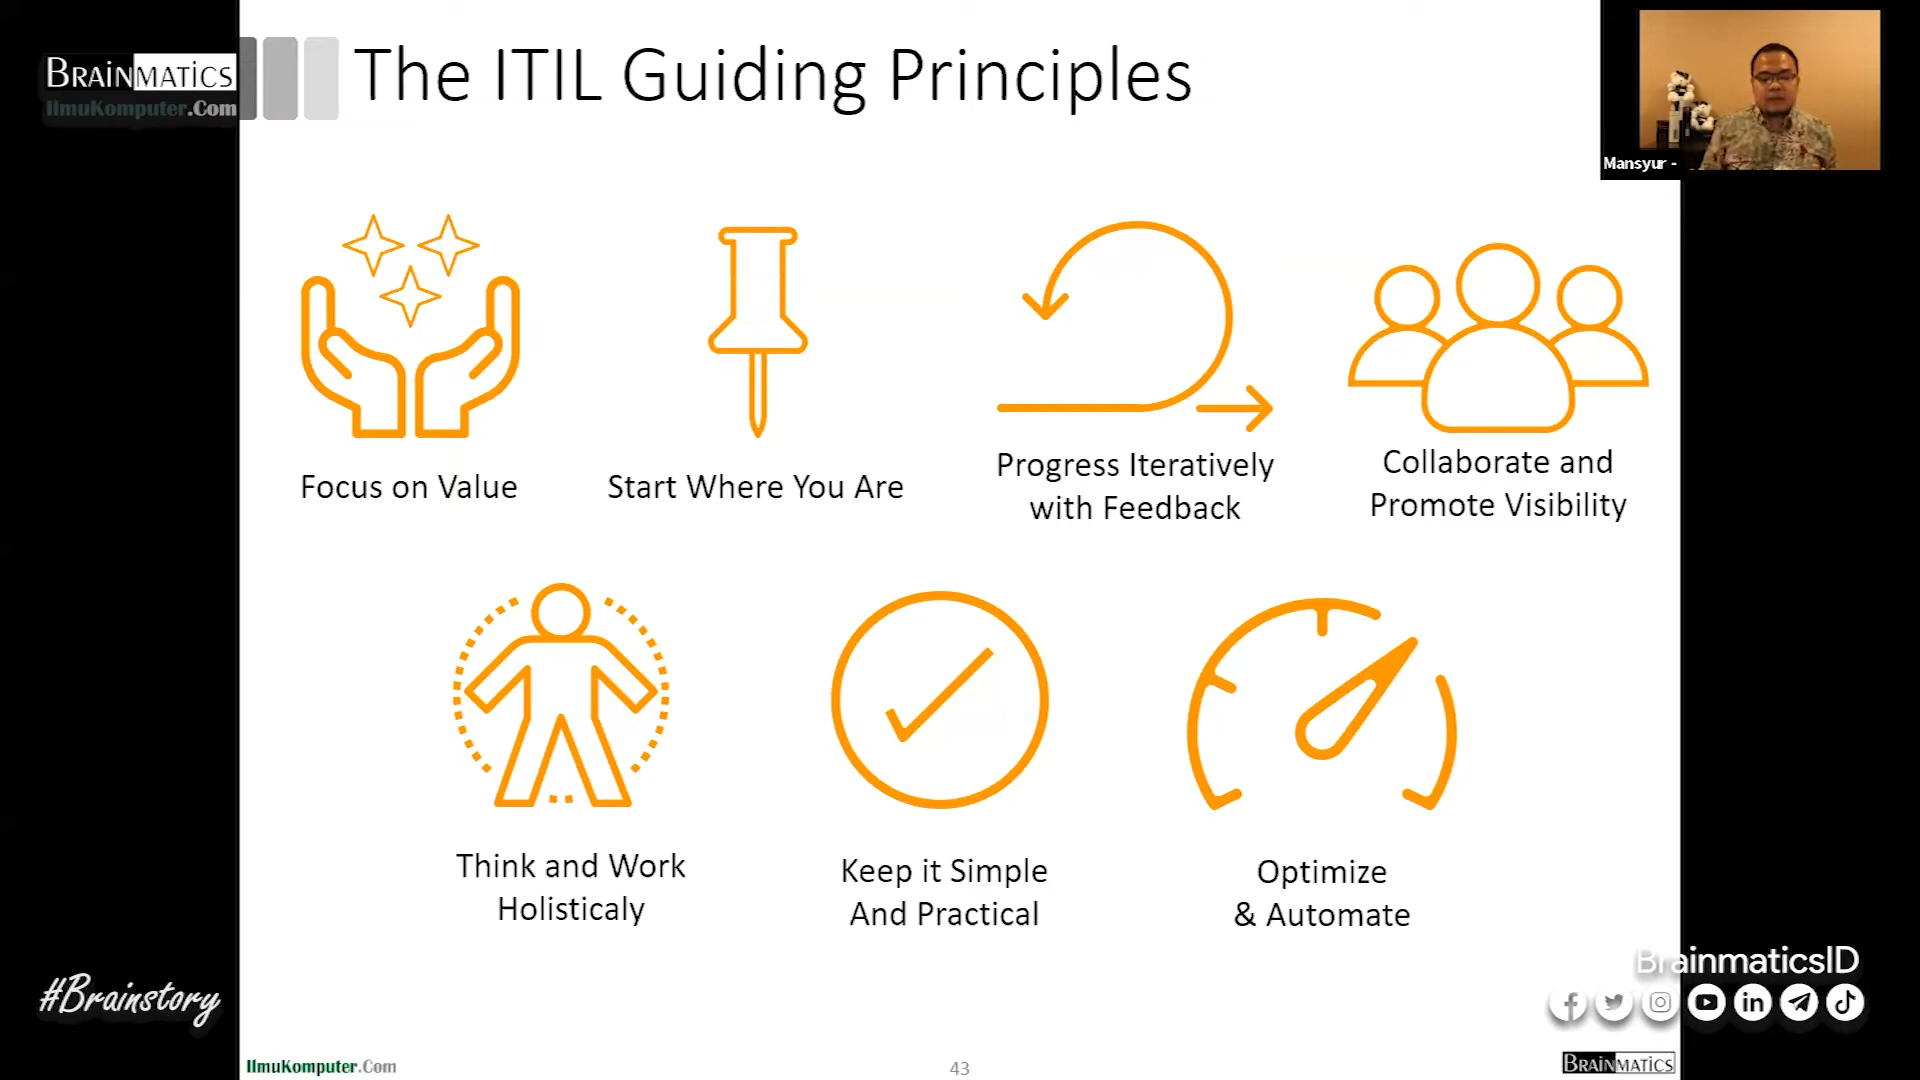 BRAINMATICS
IlmuKomputer.Com
The ITIL Guiding Principles
Mansyur -
Focus on Value
Start Where You Are
Progress Iteratively
with Feedback
Collaborate and
Promote Visibility
Think and Work
Holisticaly
Keep it Simple
And Practical
Optimize
& Automate
#Brainstory
BrainmaticsID
IlmuKomputer.Com
43
BRAINMATICS